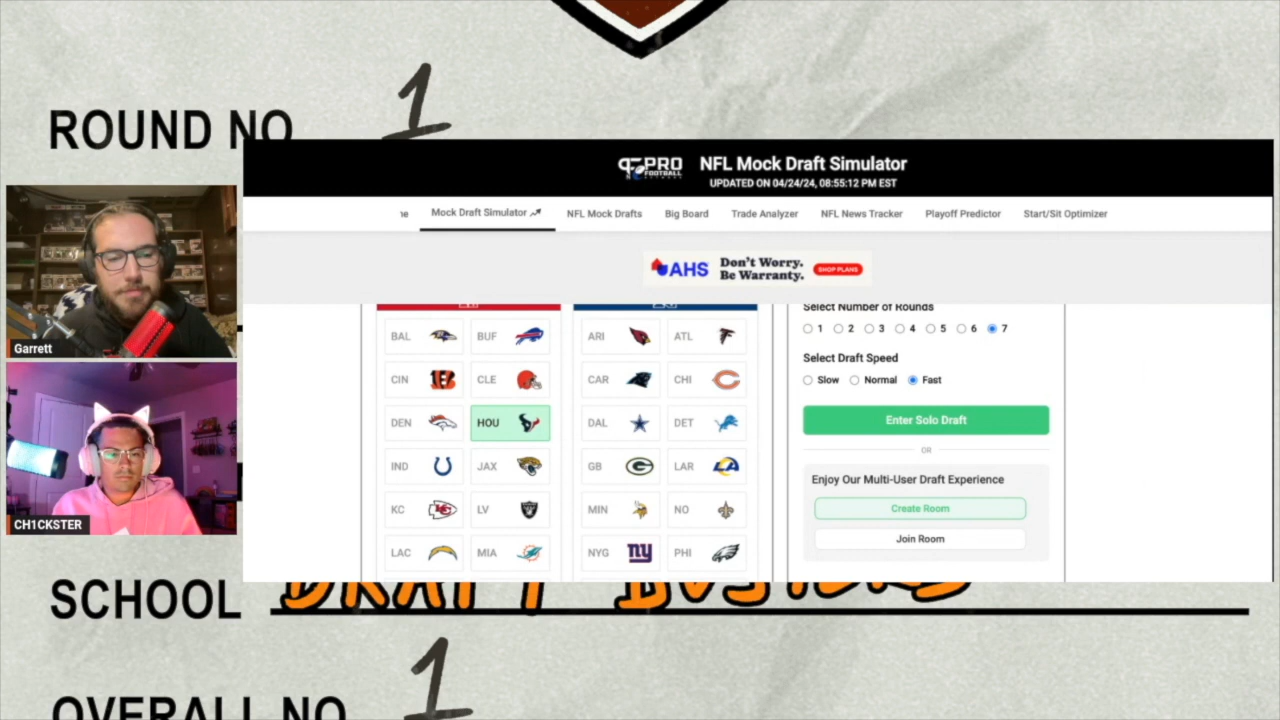 ROUND NO 1
PRO
FOOTBALL
NETWORK
NFL Mock Draft Simulator
UPDATED ON 04/24/24, 08:55:12 PM EST
Mock Draft Simulator
NFL Mock Drafts
Big Board
Trade Analyzer
NFL News Tracker
Playoff Predictor
Start/Sit Optimizer
AHS
Don't Worry.
Be Warranty.
SHOP PLANS
Garrett
CH1CKSTER
BAL BUF
CIN CLE
DEN HOU
IND JAX
KC LV
LAC MIA
ARI ATL
CAR CHI
DAL DET
GB LAR
MIN NO
NYG ny PHI
Select Number of Rounds
1 2 3 4 5 6 7
Select Draft Speed
Slow Normal Fast
Enter Solo Draft
OR
Enjoy Our Multi-User Draft Experience
Create Room
Join Room
SCHOOL DRAFT BUSTERS
OVERALL NO 1